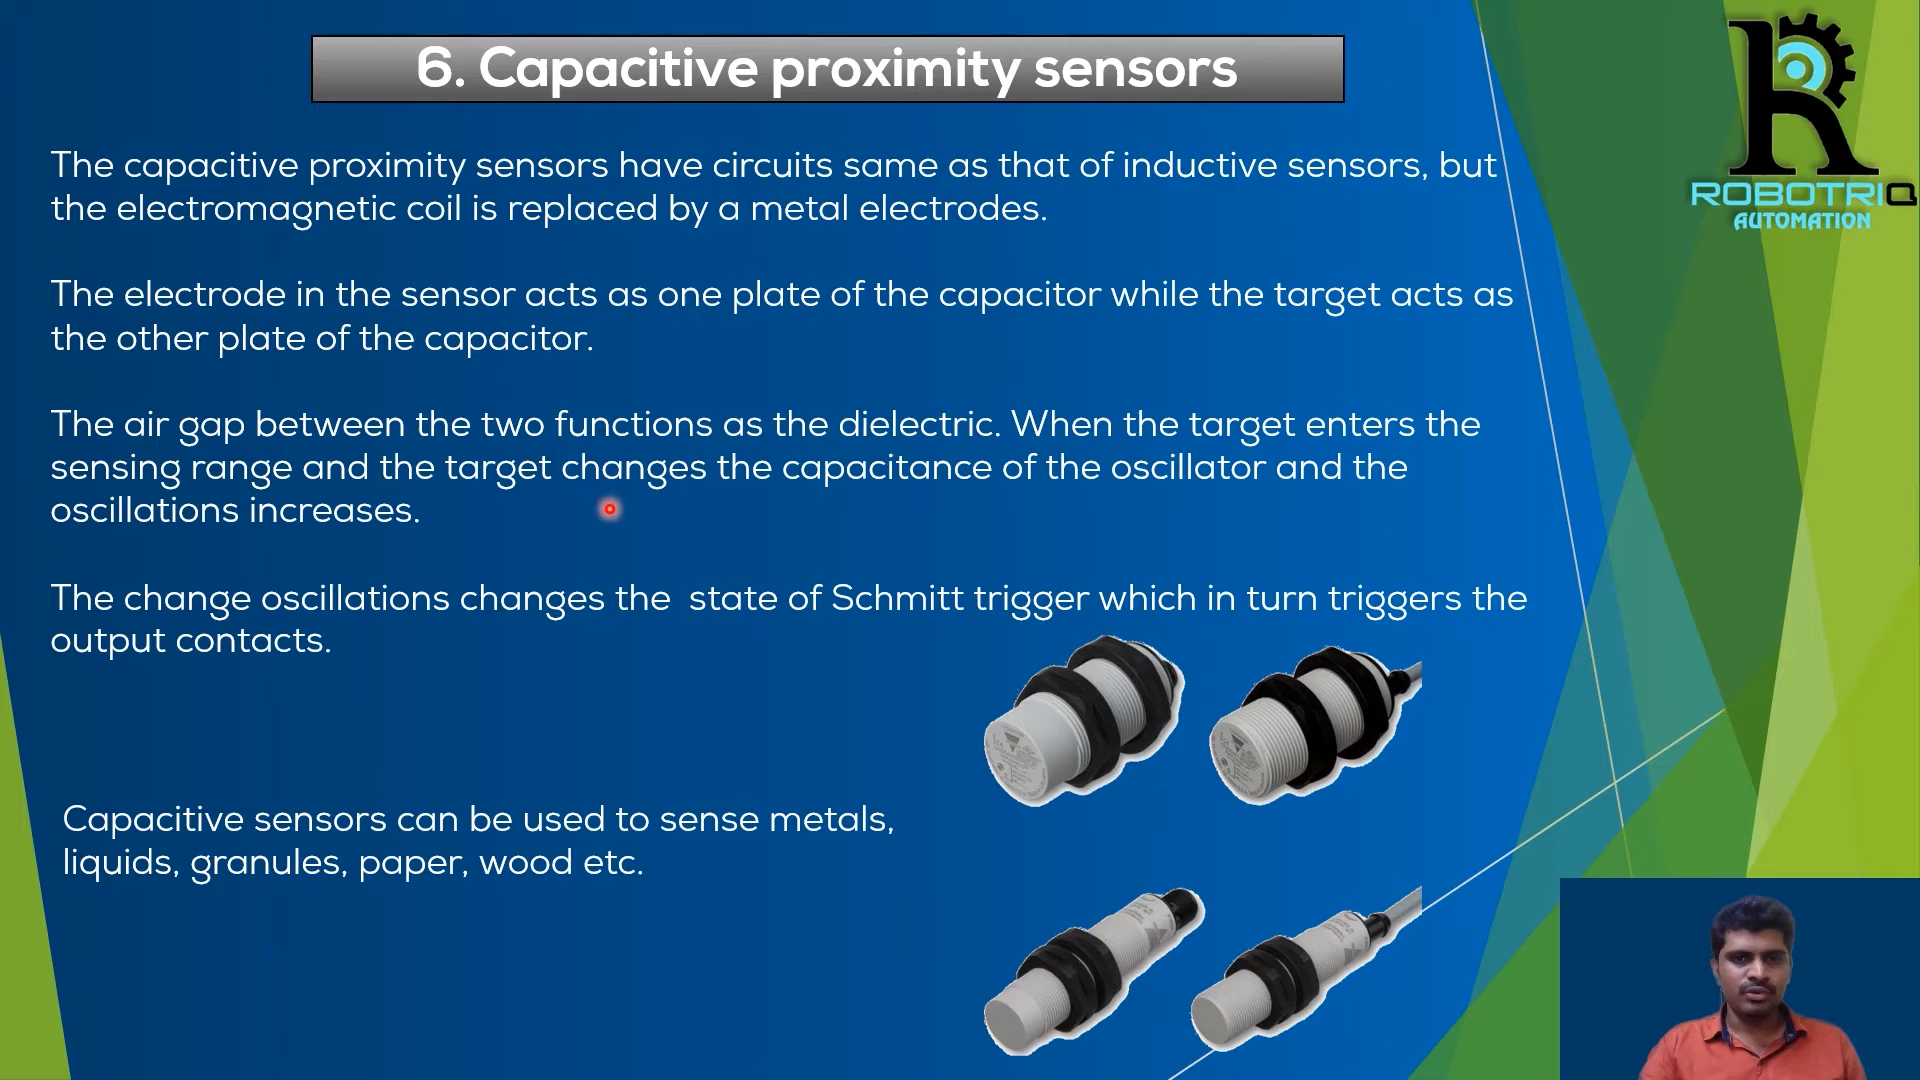 6. Capacitive proximity sensors
The capacitive proximity sensors have circuits same as that of inductive sensors, but
the electromagnetic coil is replaced by a metal electrodes.
The electrode in the sensor acts as one plate of the capacitor while the target acts as
the other plate of the capacitor.
The air gap between the two functions as the dielectric. When the target enters the
sensing range and the target changes the capacitance of the oscillator and the
oscillations increases.
The change oscillations changes the  state of Schmitt trigger which in turn triggers the
output contacts.
Capacitive sensors can be used to sense metals,
liquids, granules, paper, wood etc.
ROBOTRIQ
AUTOMATION